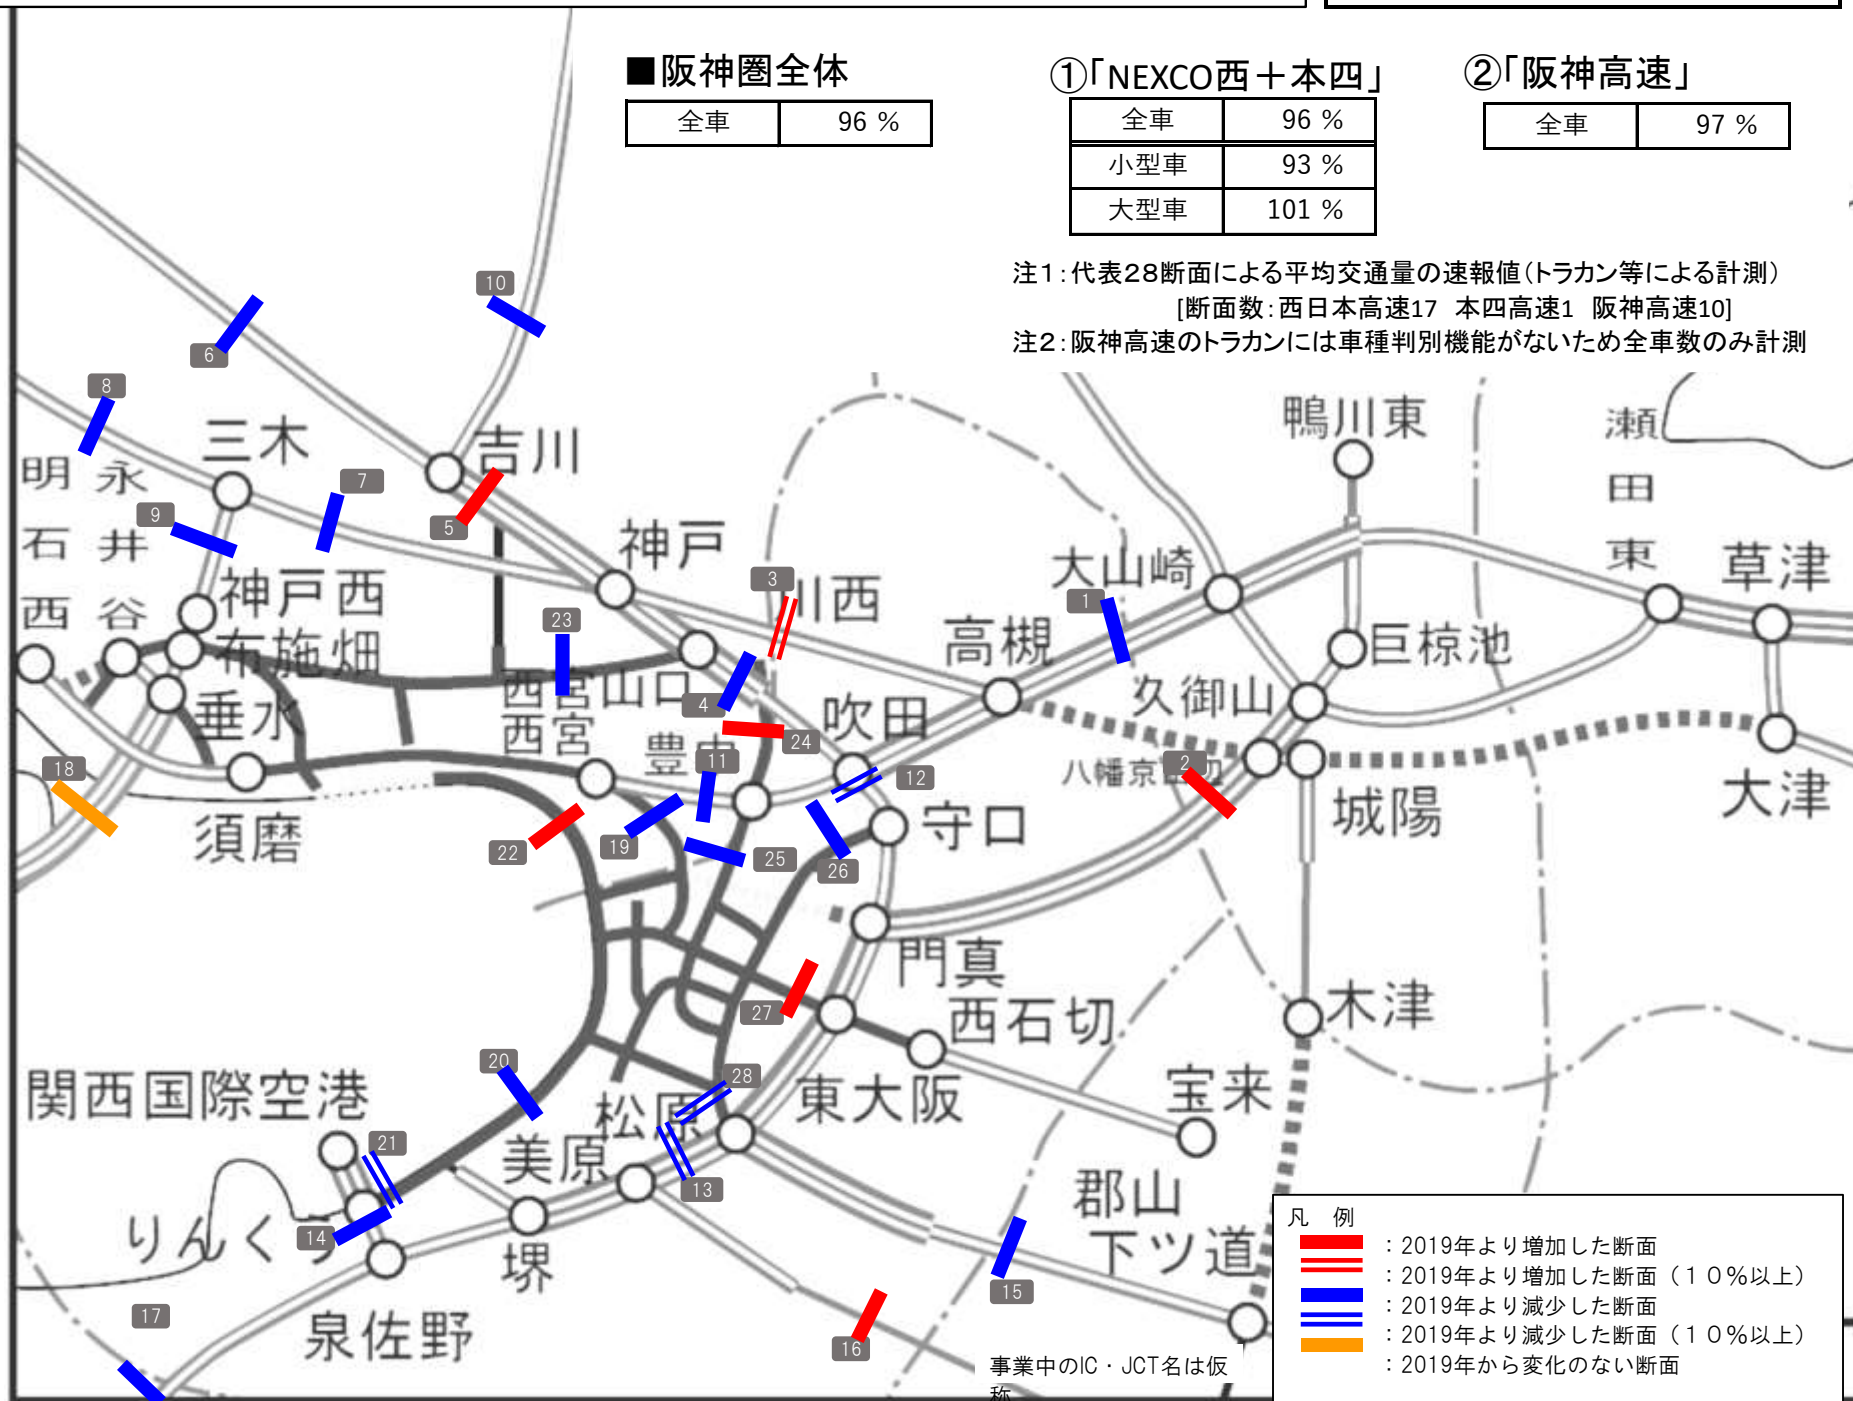 ■阪神圏全体
全車 96 %
①「NEXCO西＋本四」
全車 96 %
小型車 93 %
大型車 101 %
②「阪神高速」
全車 97 %
注１：代表２８断面による平均交通量の速報値（トラカン等による計測）
[断面数：西日本高速17 本四高速1 阪神高速10]
注２：阪神高速のトラカンには車種判別機能がないため全車数のみ計測
10
6
8
三木
吉川
鴨川東
瀬田東
明石西
永井谷
7
9
5
神戸
大山崎
草津
3
川西
1
神戸西
布施畑
23
高槻
巨椋池
西宮山口
西宮
4
吹田
久御山
垂水
豊中
24
11
12
18
2
城陽
大津
須磨
守口
22
19
25
26
門真
27
西石切
木津
20
28
関西国際空港
松原
東大阪
宝来
21
美原
13
郡山
下ツ道
りんくう
14
堺
15
17
泉佐野
16
事業中のIC・JCT名は仮
称
凡 例
：2019年より増加した断面
：2019年より増加した断面（１０％以上）
：2019年より減少した断面
：2019年より減少した断面（１０％以上）
：2019年から変化のない断面